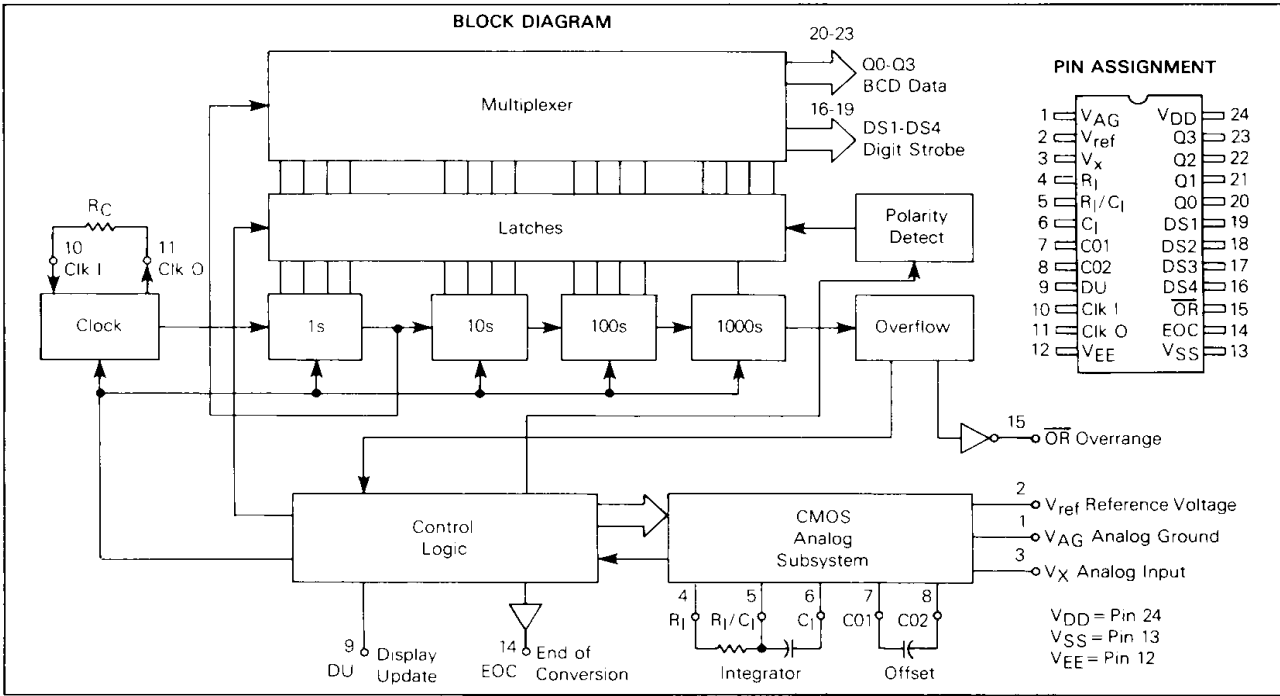 BLOCK DIAGRAM
20-23
Q0-Q3
BCD Data
Multiplexer
16-19
DS1-DS4
Digit Strobe
RC
10
Clk I
11
Clk O
Latches
Polarity
Detect
Clock
1s
10s
100s
1000s
Overflow
15
OR Overrange
Control
Logic
CMOS
Analog
Subsystem
2
Vref Reference Voltage
1
VAG Analog Ground
3
VX Analog Input
4
RI
5
RI/CI
6
CI
7
CO1
8
CO2
Integrator
Offset
9
DU
Display
Update
14
EOC
End of
Conversion
VDD = Pin 24
VSS = Pin 13
VEE = Pin 12
PIN ASSIGNMENT
1 VAG VDD 24
2 Vref Q3 23
3 Vx Q2 22
4 RI Q1 21
5 RI/CI Q0 20
6 CI DS1 19
7 CO1 DS2 18
8 CO2 DS3 17
9 DU DS4 16
10 Clk I OR 15
11 Clk O EOC 14
12 VEE VSS 13